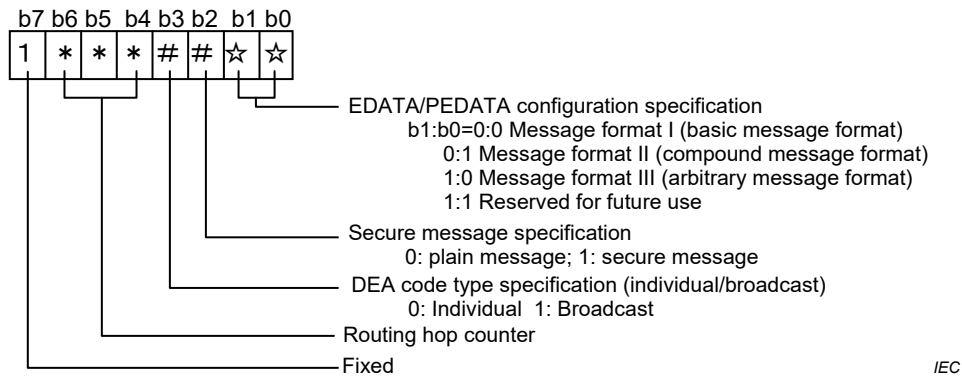 b7 b6 b5 b4 b3 b2 b1 b0
1 * * * # # ☆ ☆
EDATA/PEDATA configuration specification
b1:b0=0:0 Message format I (basic message format)
0:1 Message format II (compound message format)
1:0 Message format III (arbitrary message format)
1:1 Reserved for future use
Secure message specification
0: plain message; 1: secure message
DEA code type specification (individual/broadcast)
0: Individual 1: Broadcast
Routing hop counter
Fixed
IEC